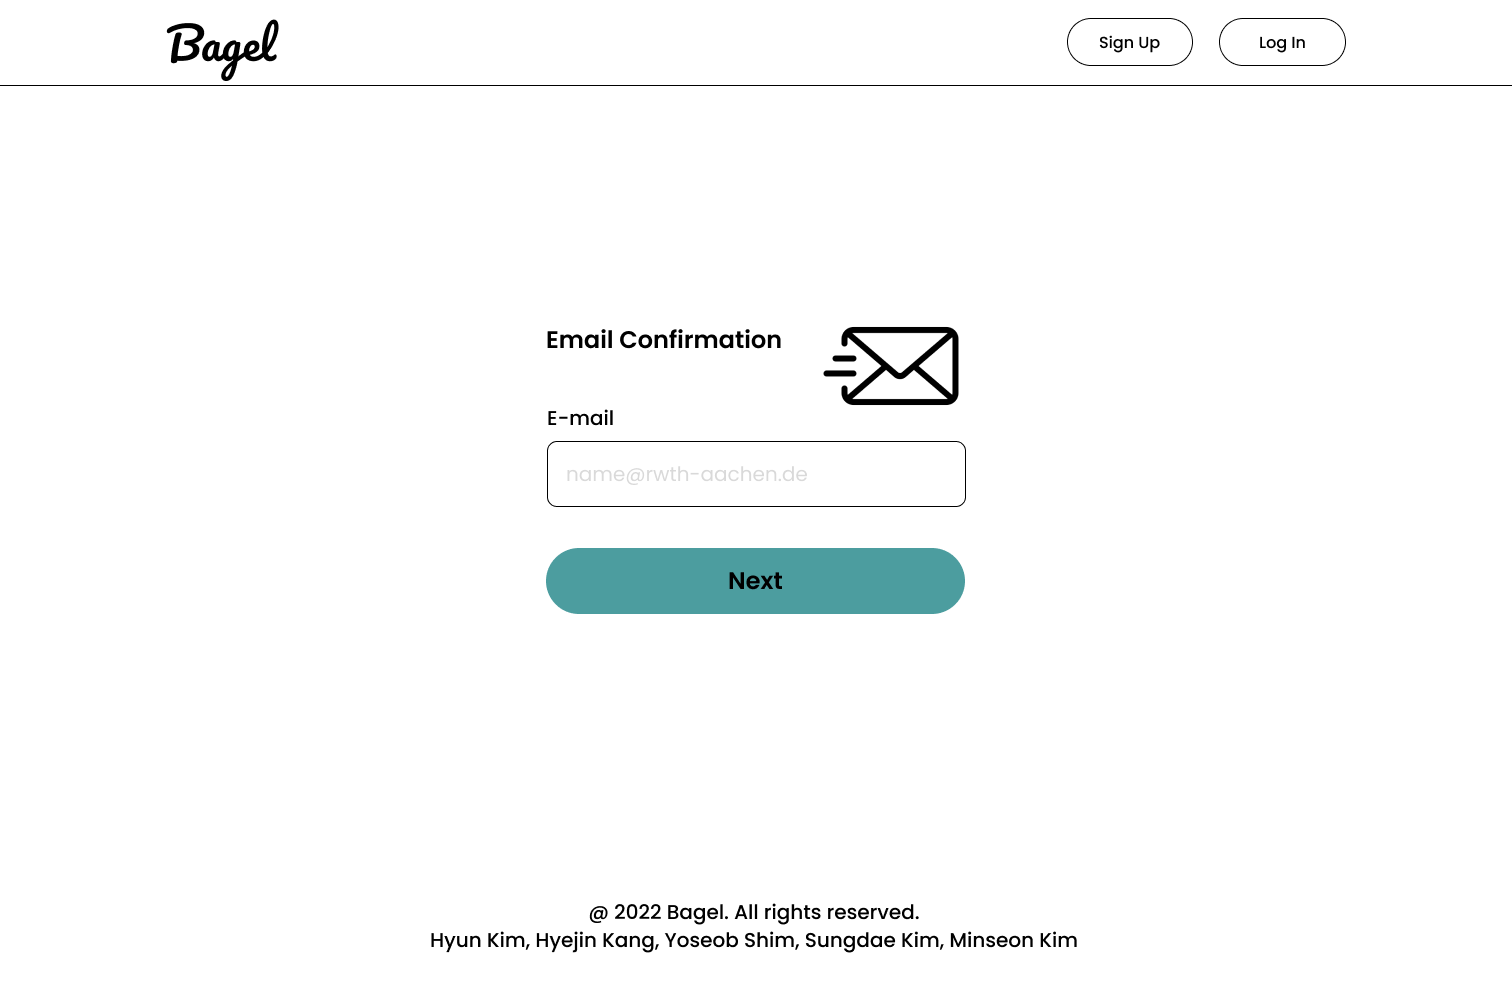 Bagel
Sign Up
Log In
Email Confirmation
E-mail
name@rwth-aachen.de
Next
@ 2022 Bagel. All rights reserved.
Hyun Kim, Hyejin Kang, Yoseob Shim, Sungdae Kim, Minseon Kim